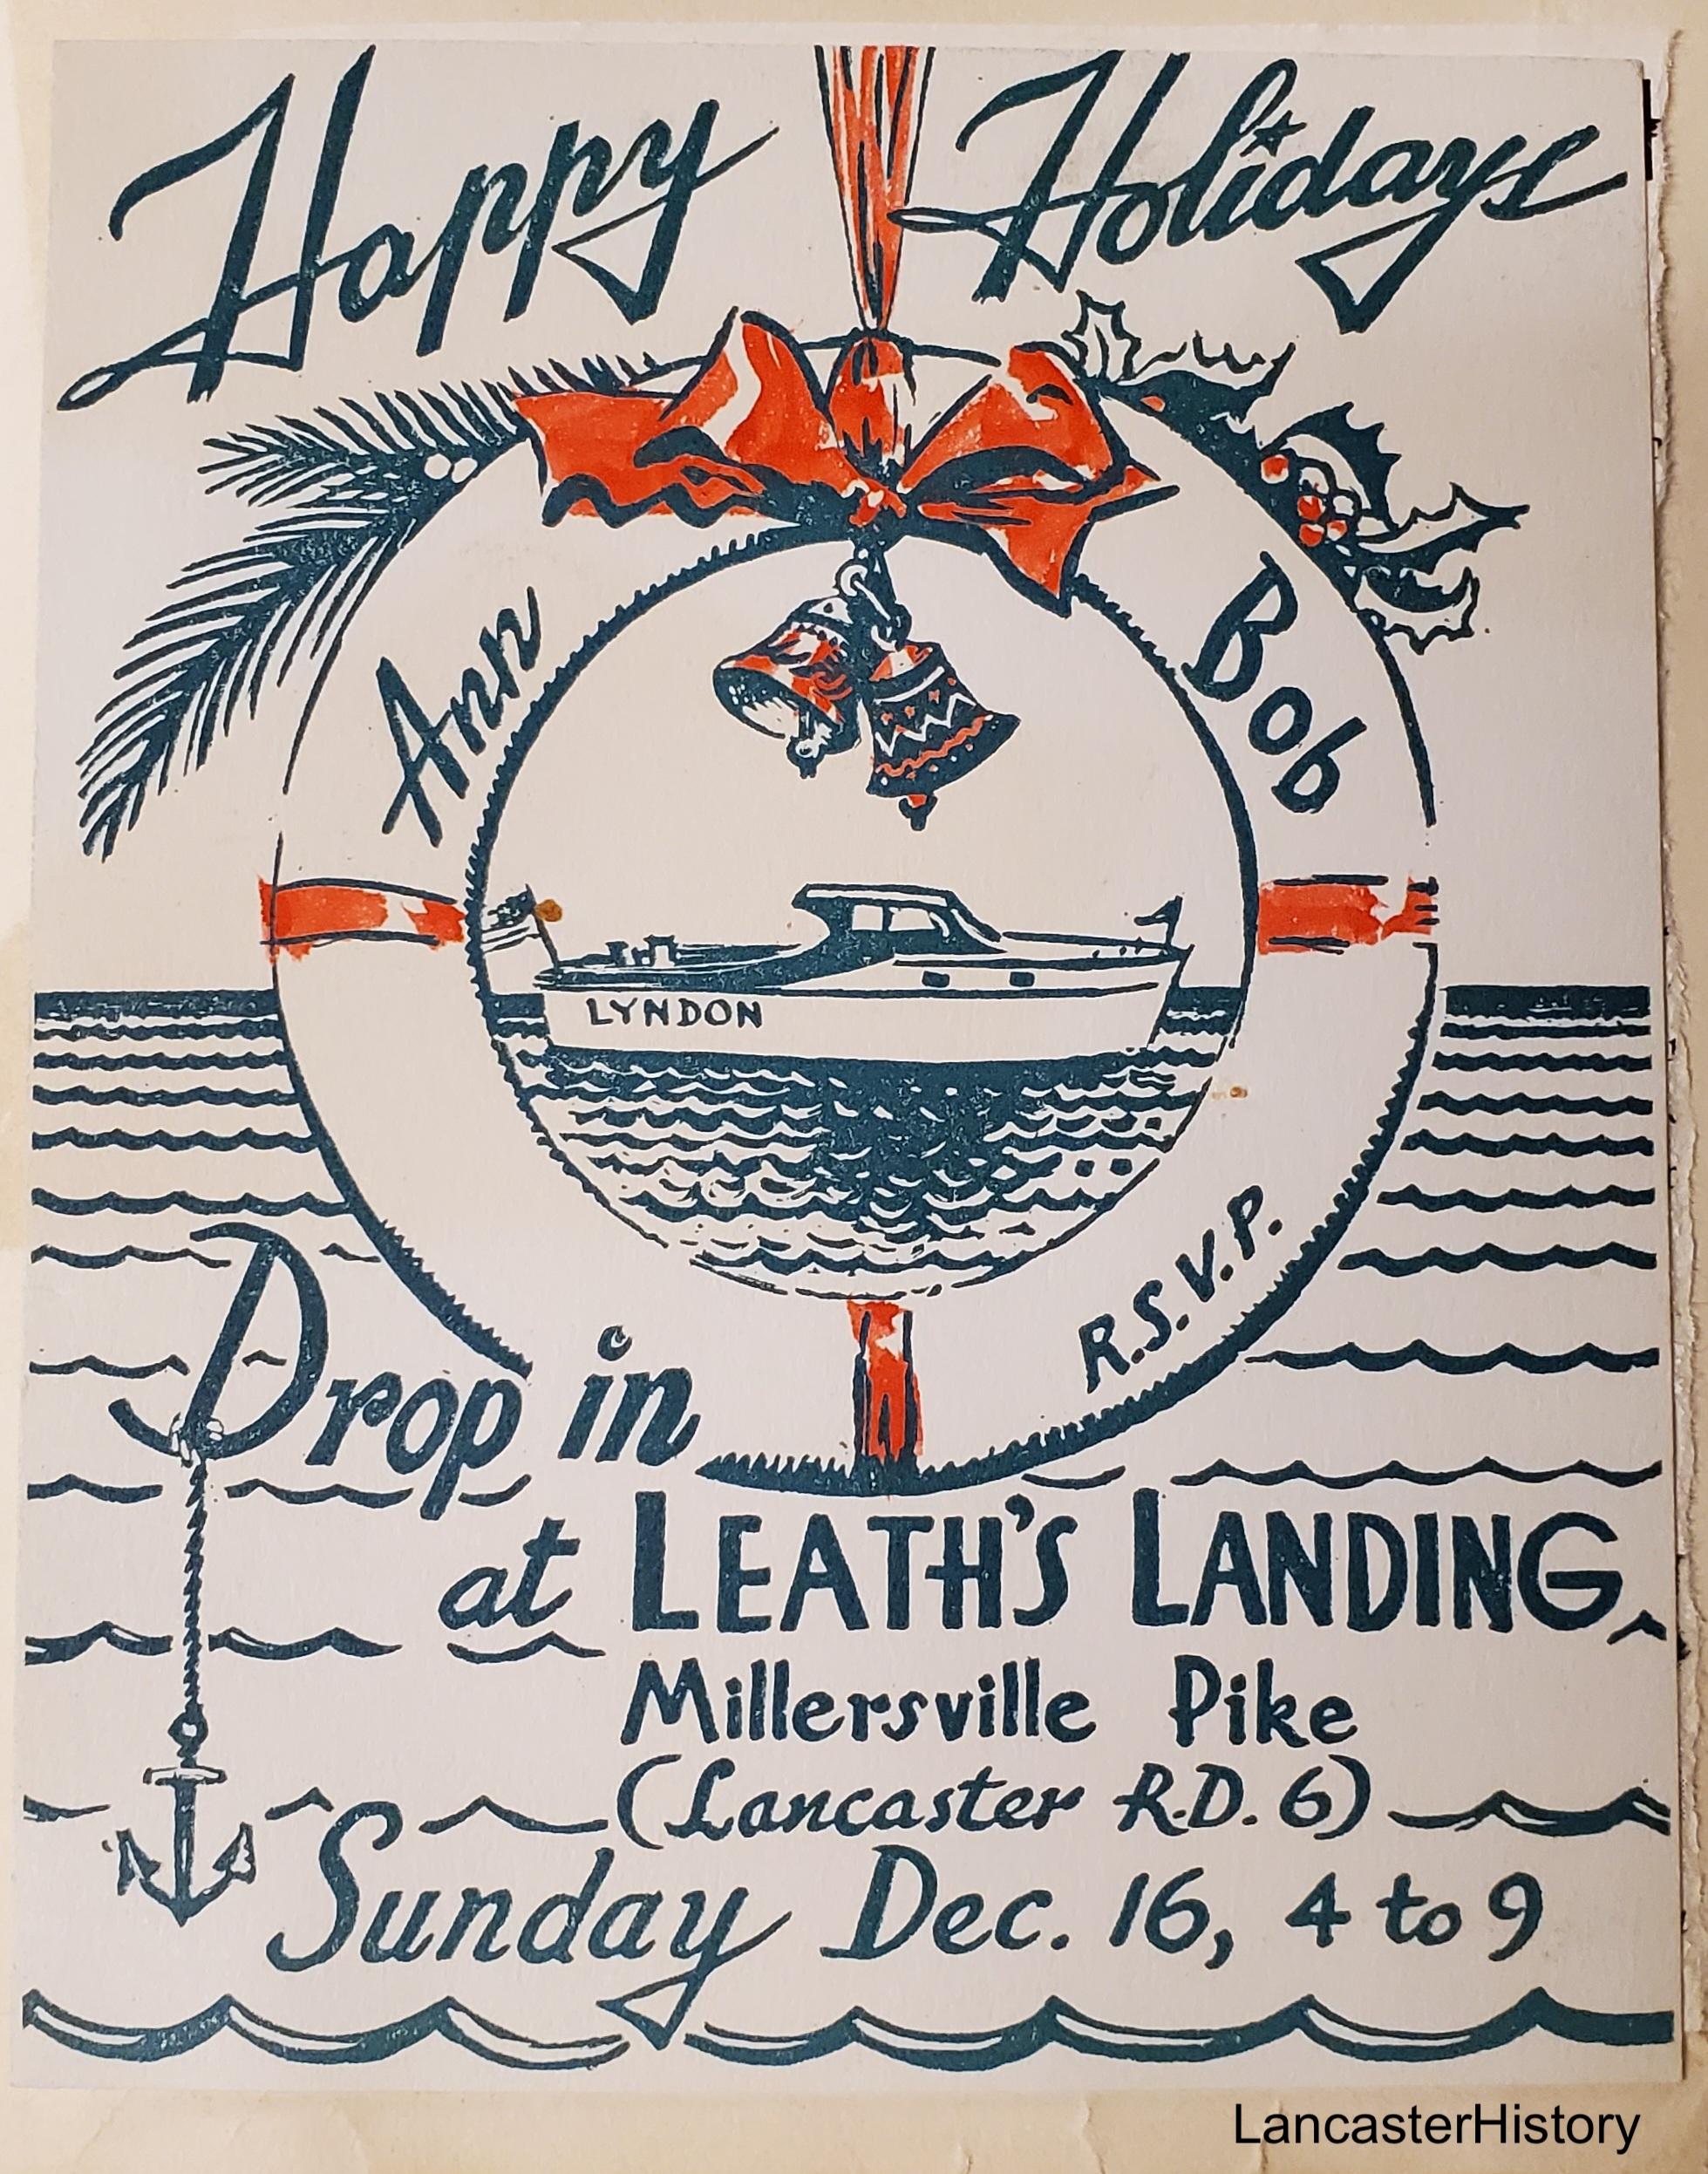 Happy Holidays
Ann
Bob
LYNDON
R.S.V.P.
Drop in
at LEATH'S LANDING,
Millersville Pike
(Lancaster R.D. 6)
Sunday Dec. 16, 4 to 9
LancasterHistory